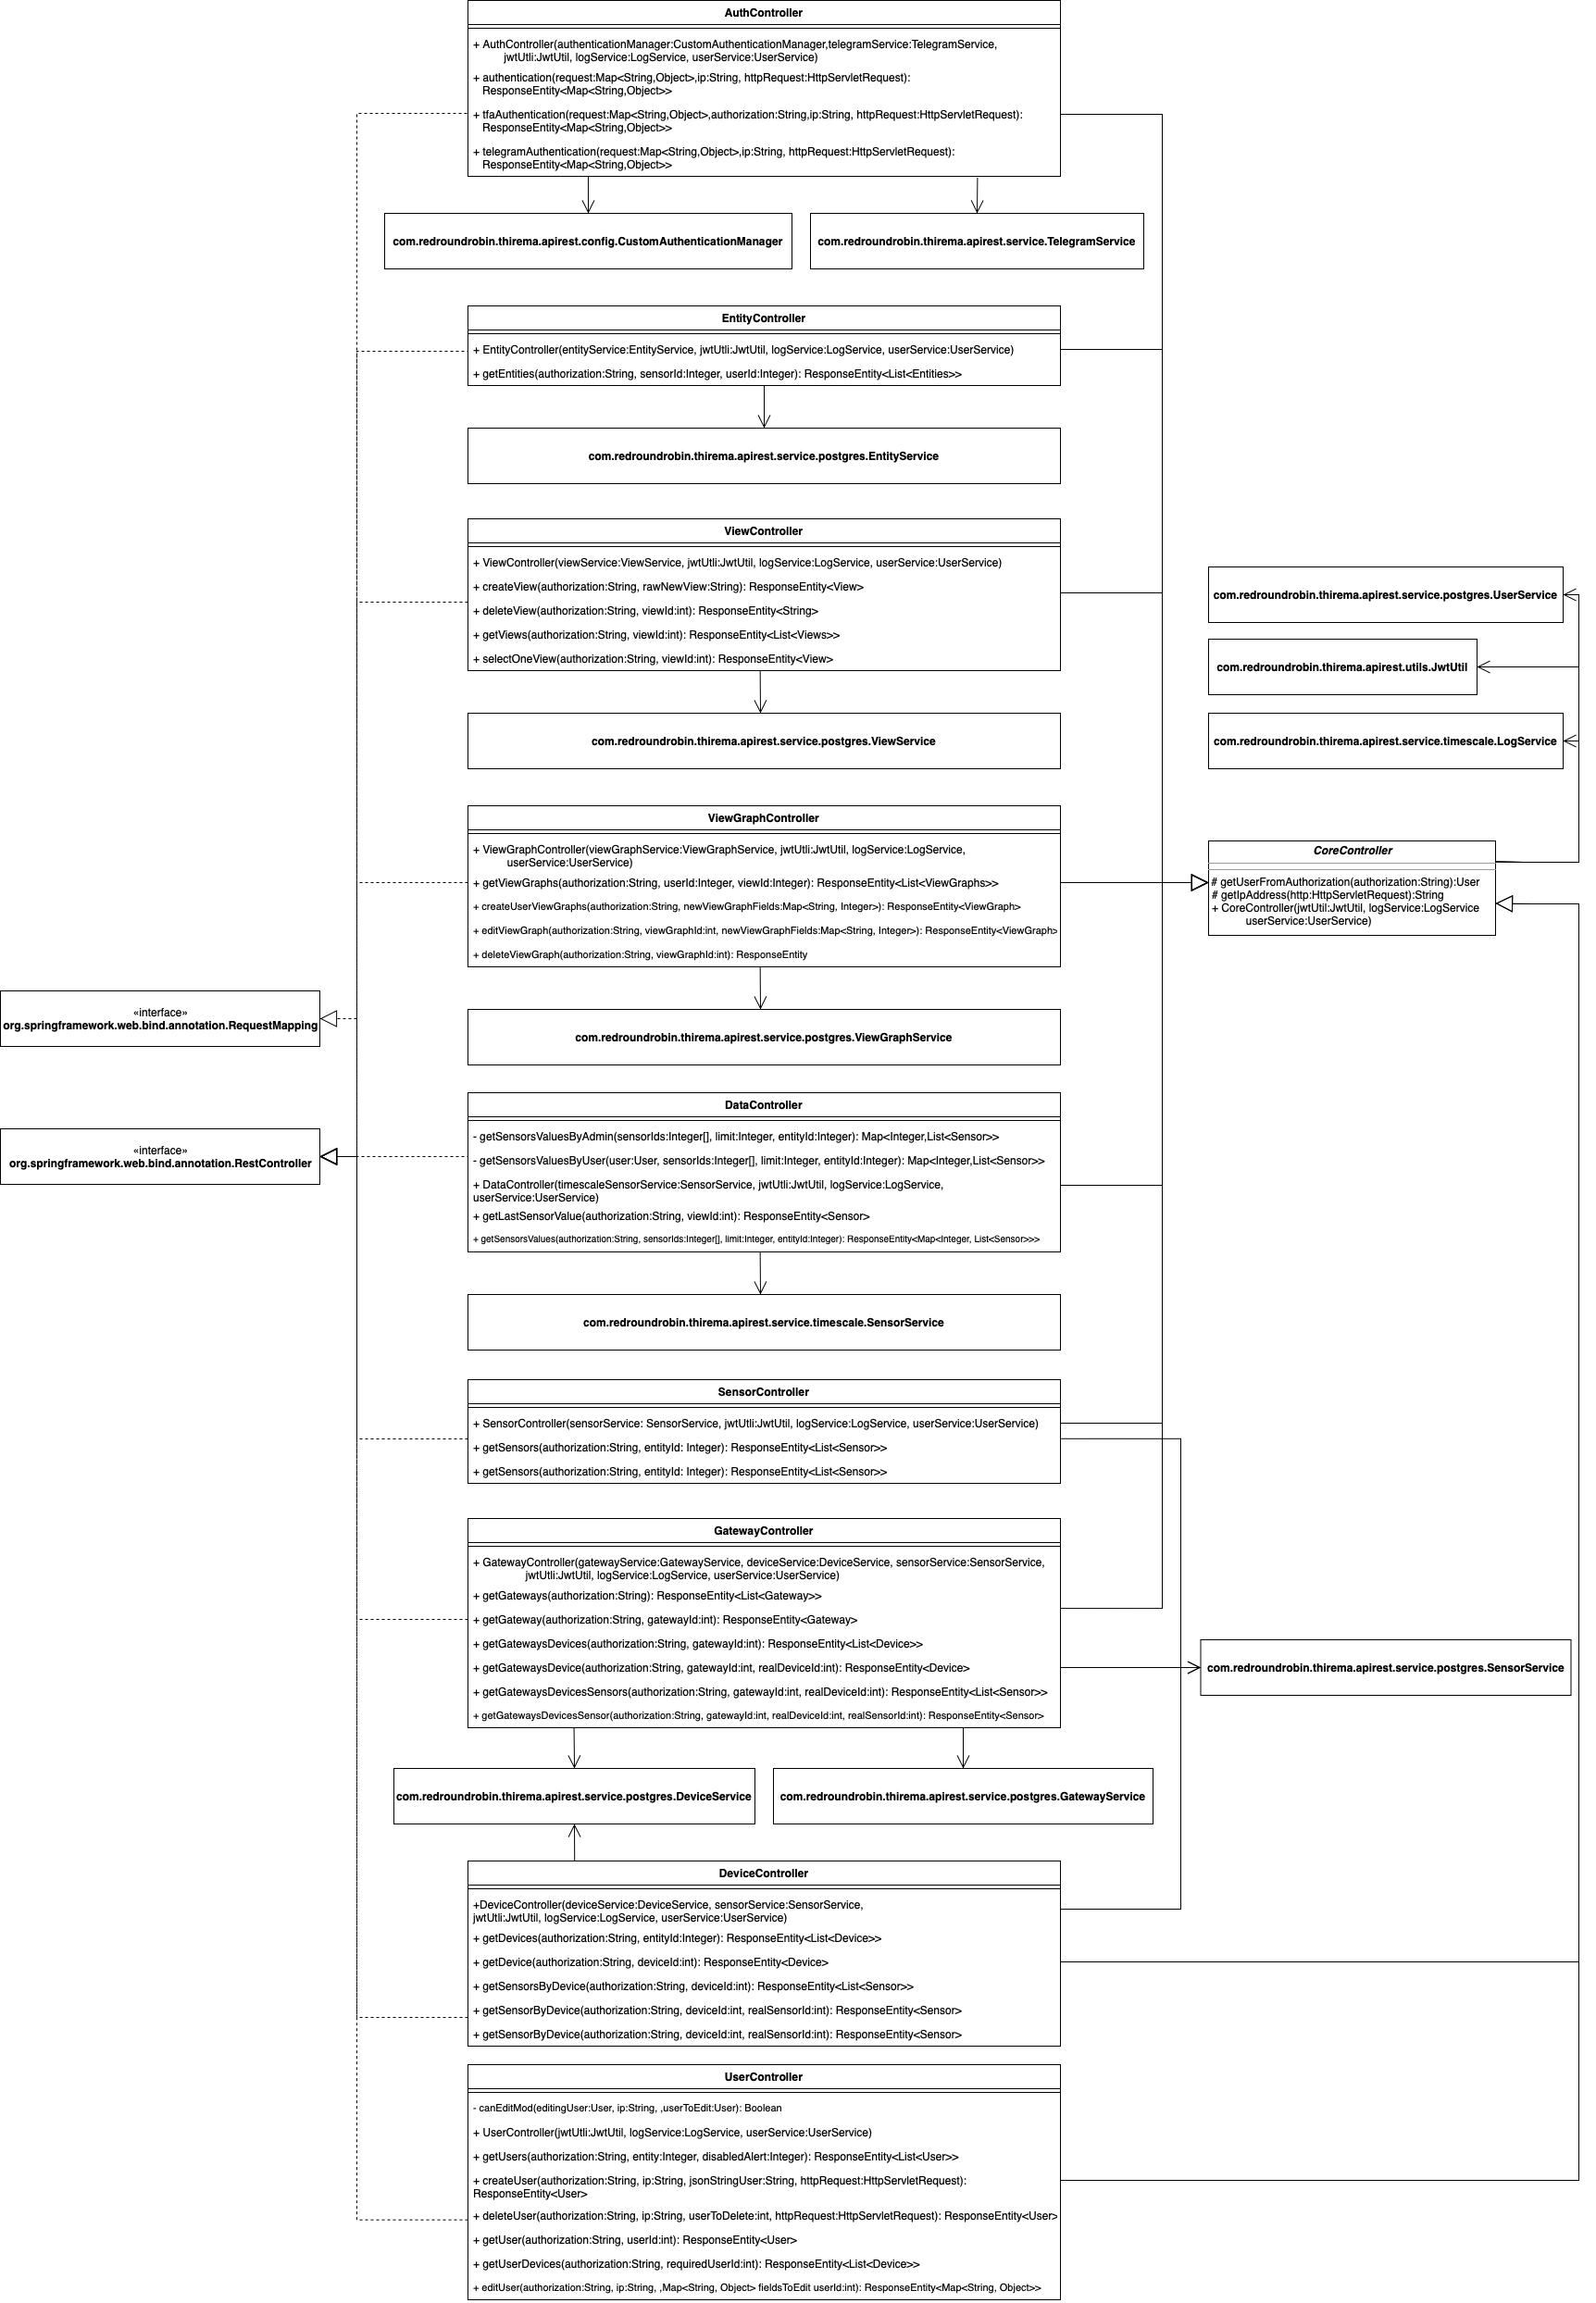 AuthController
+ AuthController(authenticationManager:CustomAuthenticationManager,telegramService:TelegramService,
jwtUtli:JwtUtil, logService:LogService, userService:UserService)
+ authentication(request:Map<String,Object>,ip:String, httpRequest:HttpServletRequest):
ResponseEntity<Map<String,Object>>
+ tfaAuthentication(request:Map<String,Object>,authorization:String,ip:String, httpRequest:HttpServletRequest):
ResponseEntity<Map<String,Object>>
+ telegramAuthentication(request:Map<String,Object>,ip:String, httpRequest:HttpServletRequest):
ResponseEntity<Map<String,Object>>
com.redroundrobin.thirema.apirest.config.CustomAuthenticationManager
com.redroundrobin.thirema.apirest.service.TelegramService
EntityController
+ EntityController(entityService:EntityService, jwtUtli:JwtUtil, logService:LogService, userService:UserService)
+ getEntities(authorization:String, sensorId:Integer, userId:Integer): ResponseEntity<List<Entities>>
com.redroundrobin.thirema.apirest.service.postgres.EntityService
ViewController
+ ViewController(viewService:ViewService, jwtUtli:JwtUtil, logService:LogService, userService:UserService)
+ createView(authorization:String, rawNewView:String): ResponseEntity<View>
+ deleteView(authorization:String, viewId:int): ResponseEntity<String>
+ getViews(authorization:String, viewId:int): ResponseEntity<List<Views>>
+ selectOneView(authorization:String, viewId:int): ResponseEntity<View>
com.redroundrobin.thirema.apirest.service.postgres.ViewService
com.redroundrobin.thirema.apirest.service.postgres.UserService
com.redroundrobin.thirema.apirest.utils.JwtUtil
com.redroundrobin.thirema.apirest.service.timescale.LogService
ViewGraphController
+ ViewGraphController(viewGraphService:ViewGraphService, jwtUtli:JwtUtil, logService:LogService,
userService:UserService)
+ getViewGraphs(authorization:String, userId:Integer, viewId:Integer): ResponseEntity<List<ViewGraphs>>
+ createUserViewGraphs(authorization:String, newViewGraphFields:Map<String, Integer>): ResponseEntity<ViewGraph>
+ editViewGraph(authorization:String, viewGraphId:int, newViewGraphFields:Map<String, Integer>): ResponseEntity<ViewGraph>
+ deleteViewGraph(authorization:String, viewGraphId:int): ResponseEntity
CoreController
# getUserFromAuthorization(authorization:String):User
# getIpAddress(http:HttpServletRequest):String
+ CoreController(jwtUtil:JwtUtil, logService:LogService
userService:UserService)
«interface»
org.springframework.web.bind.annotation.RequestMapping
com.redroundrobin.thirema.apirest.service.postgres.ViewGraphService
«interface»
org.springframework.web.bind.annotation.RestController
DataController
- getSensorsValuesByAdmin(sensorIds:Integer[], limit:Integer, entityId:Integer): Map<Integer,List<Sensor>>
- getSensorsValuesByUser(user:User, sensorIds:Integer[], limit:Integer, entityId:Integer): Map<Integer,List<Sensor>>
+ DataController(timescaleSensorService:SensorService, jwtUtli:JwtUtil, logService:LogService,
userService:UserService)
+ getLastSensorValue(authorization:String, viewId:int): ResponseEntity<Sensor>
+ getSensorsValues(authorization:String, sensorIds:Integer[], limit:Integer, entityId:Integer): ResponseEntity<Map<Integer, List<Sensor>>>
com.redroundrobin.thirema.apirest.service.timescale.SensorService
SensorController
+ SensorController(sensorService: SensorService, jwtUtli:JwtUtil, logService:LogService, userService:UserService)
+ getSensors(authorization:String, entityId: Integer): ResponseEntity<List<Sensor>>
+ getSensors(authorization:String, entityId: Integer): ResponseEntity<List<Sensor>>
GatewayController
+ GatewayController(gatewayService:GatewayService, deviceService:DeviceService, sensorService:SensorService,
jwtUtli:JwtUtil, logService:LogService, userService:UserService)
+ getGateways(authorization:String): ResponseEntity<List<Gateway>>
+ getGateway(authorization:String, gatewayId:int): ResponseEntity<Gateway>
+ getGatewaysDevices(authorization:String, gatewayId:int): ResponseEntity<List<Device>>
+ getGatewaysDevice(authorization:String, gatewayId:int, realDeviceId:int): ResponseEntity<Device>
+ getGatewaysDevicesSensors(authorization:String, gatewayId:int, realDeviceId:int): ResponseEntity<List<Sensor>>
+ getGatewaysDevicesSensor(authorization:String, gatewayId:int, realDeviceId:int, realSensorId:int): ResponseEntity<Sensor>
com.redroundrobin.thirema.apirest.service.postgres.SensorService
com.redroundrobin.thirema.apirest.service.postgres.DeviceService
com.redroundrobin.thirema.apirest.service.postgres.GatewayService
DeviceController
+DeviceController(deviceService:DeviceService, sensorService:SensorService,
jwtUtli:JwtUtil, logService:LogService, userService:UserService)
+ getDevices(authorization:String, entityId:Integer): ResponseEntity<List<Device>>
+ getDevice(authorization:String, deviceId:int): ResponseEntity<Device>
+ getSensorsByDevice(authorization:String, deviceId:int): ResponseEntity<List<Sensor>>
+ getSensorByDevice(authorization:String, deviceId:int, realSensorId:int): ResponseEntity<Sensor>
+ getSensorByDevice(authorization:String, deviceId:int, realSensorId:int): ResponseEntity<Sensor>
UserController
- canEditMod(editingUser:User, ip:String, ,userToEdit:User): Boolean
+ UserController(jwtUtli:JwtUtil, logService:LogService, userService:UserService)
+ getUsers(authorization:String, entity:Integer, disabledAlert:Integer): ResponseEntity<List<User>>
+ createUser(authorization:String, ip:String, jsonStringUser:String, httpRequest:HttpServletRequest):
ResponseEntity<User>
+ deleteUser(authorization:String, ip:String, userToDelete:int, httpRequest:HttpServletRequest): ResponseEntity<User>
+ getUser(authorization:String, userId:int): ResponseEntity<User>
+ getUserDevices(authorization:String, requiredUserId:int): ResponseEntity<List<Device>>
+ editUser(authorization:String, ip:String, ,Map<String, Object> fieldsToEdit userId:int): ResponseEntity<Map<String, Object>>